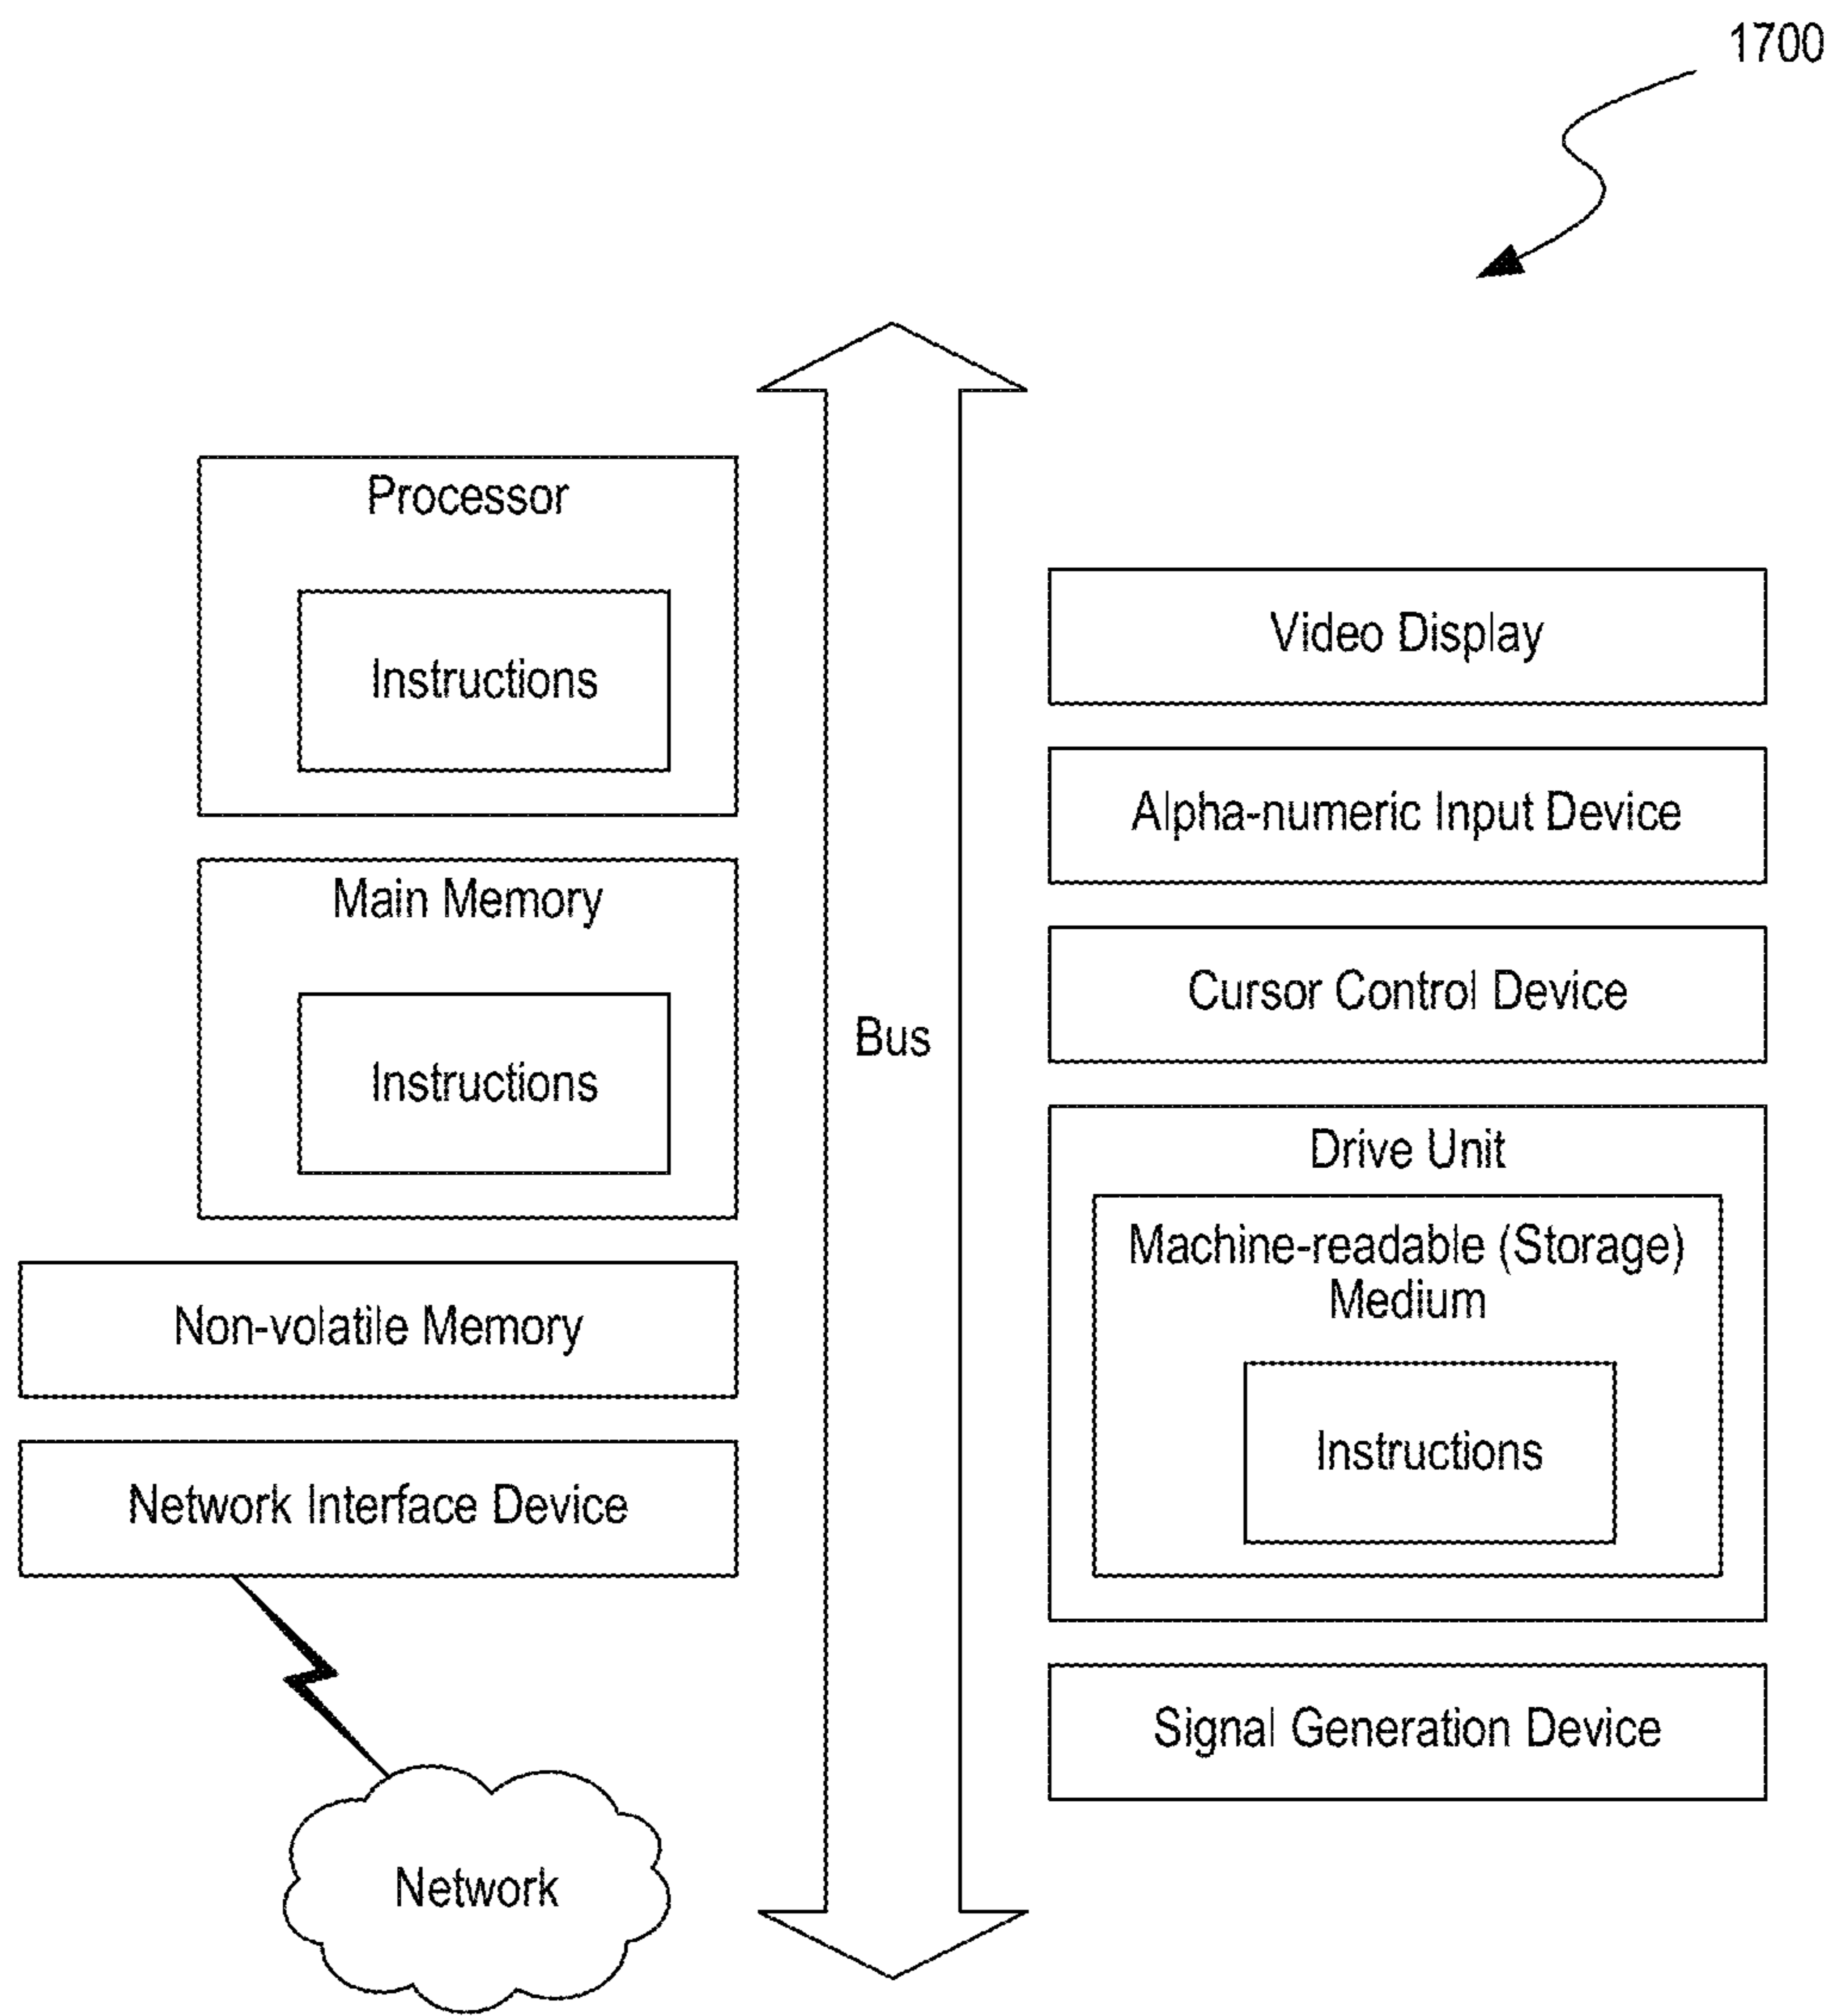 1700
Processor
Instructions
Main Memory
Instructions
Non-volatile Memory
Network Interface Device
Network
Bus
Video Display
Alpha-numeric Input Device
Cursor Control Device
Drive Unit
Machine-readable (Storage)
Medium
Instructions
Signal Generation Device